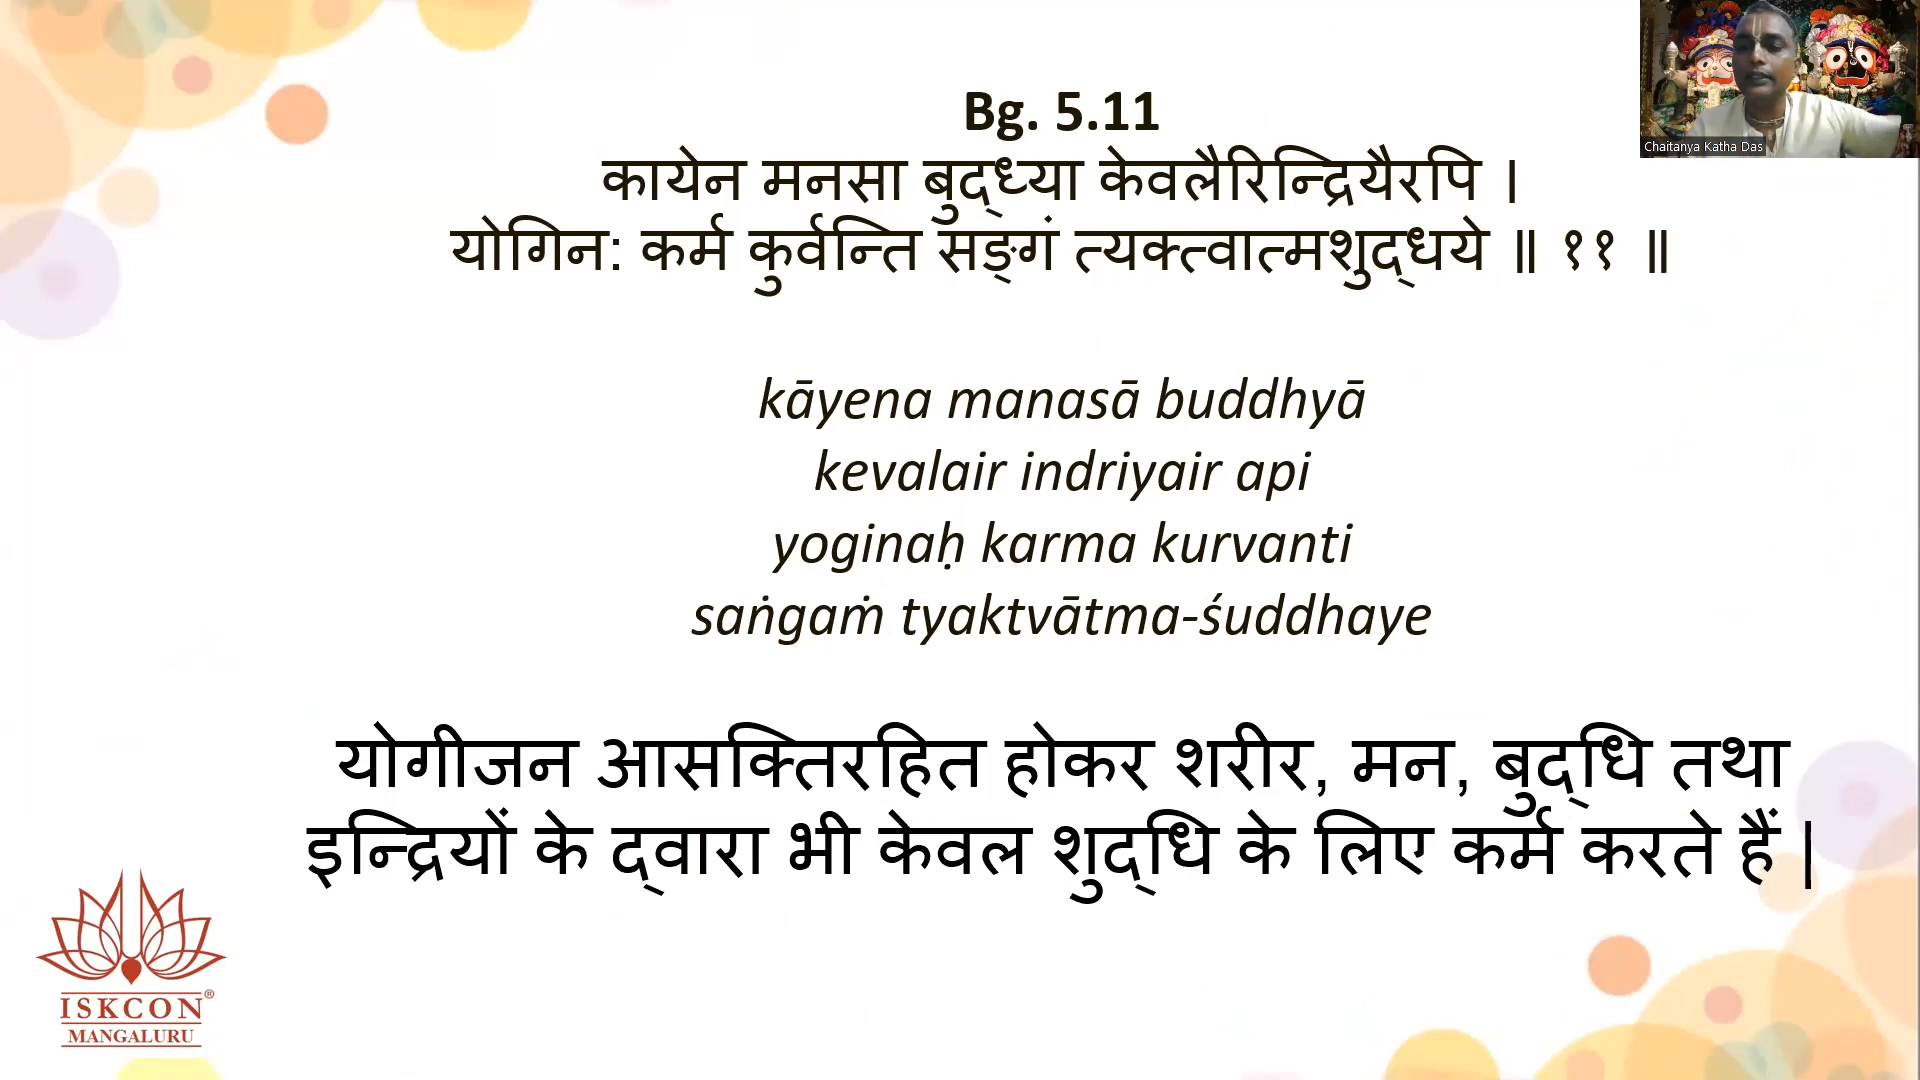 Bg. 5.11
कायेन मनसा बुद्ध्या केवलैरिन्द्रियैरपि ।
योगिन: कर्म कुर्वन्ति सङ्गं त्यक्त्वात्मश‍ुद्धये ॥ ११ ॥
kāyena manasā buddhyā
kevalair indriyair api
yoginaḥ karma kurvanti
saṅgaṁ tyaktvātma-śuddhaye
योगीजन आसक्तिरहित होकर शरीर, मन, बुद्धि तथा
इन्द्रियों के द्वारा भी केवल शुद्धि के लिए कर्म करते हैं |
Chaitanya Katha Das
ISKCON®
MANGALURU